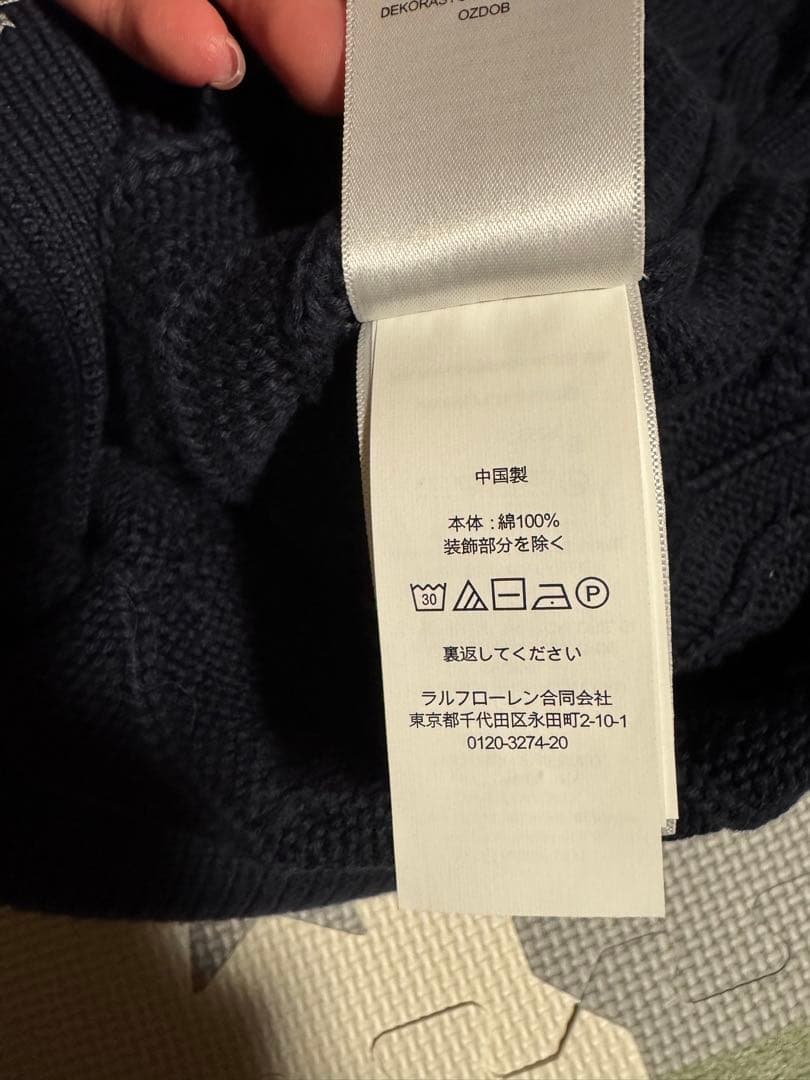 OZDOB
中国製
本体 : 綿100%
装飾部分を除く
30 P
裏返してください
ラルフローレン合同会社
東京都千代田区永田町2-10-1
0120-3274-20